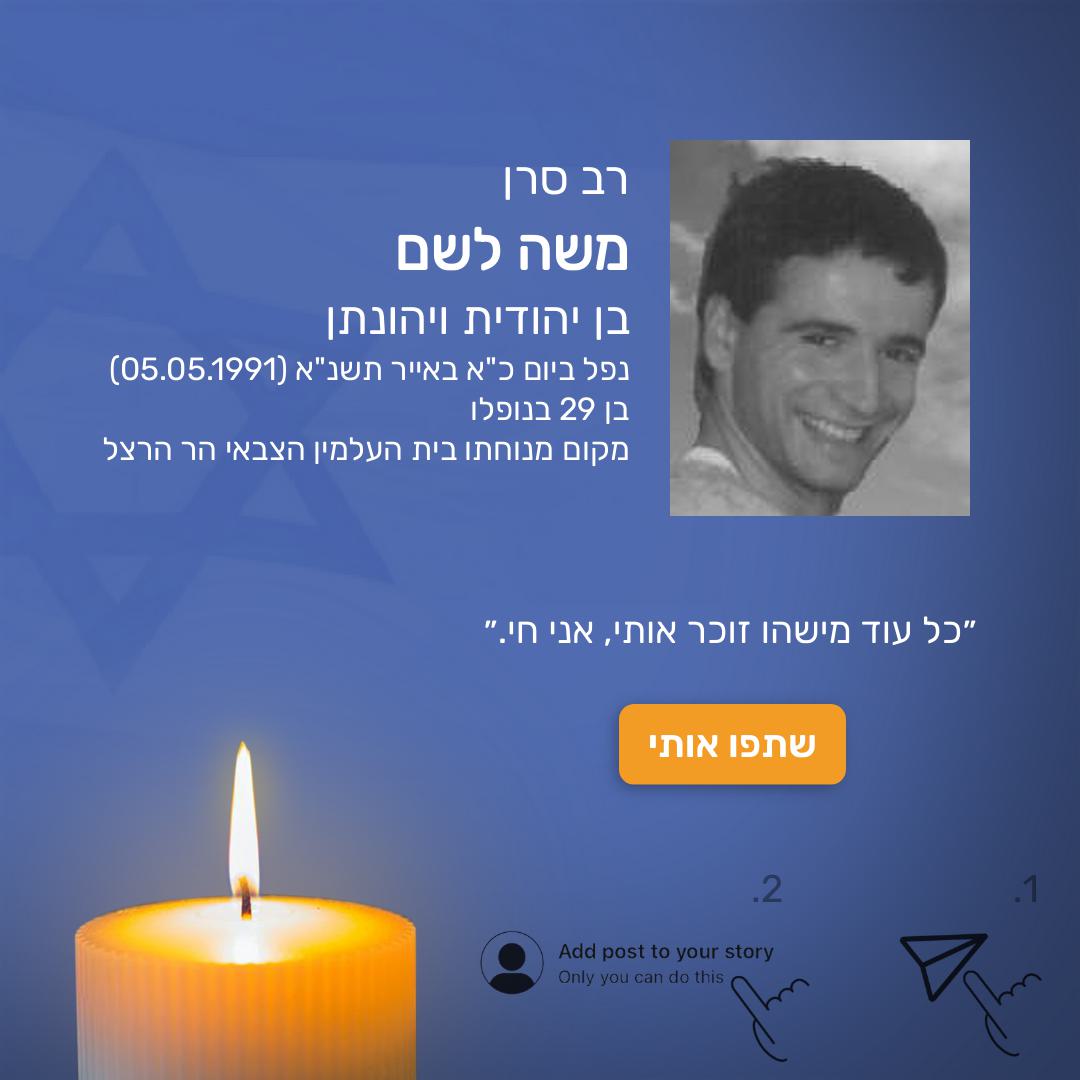 רב סרן
משה לשם
בן יהודית ויהונתן
נפל ביום כ"א באייר תשנ"א (05.05.1991)
בן 29 בנופלו
מקום מנוחתו בית העלמין הצבאי הר הרצל
"כל עוד מישהו זוכר אותי, אני חי."
שתפו אותי
1.
2.
Add post to your story
Only you can do this